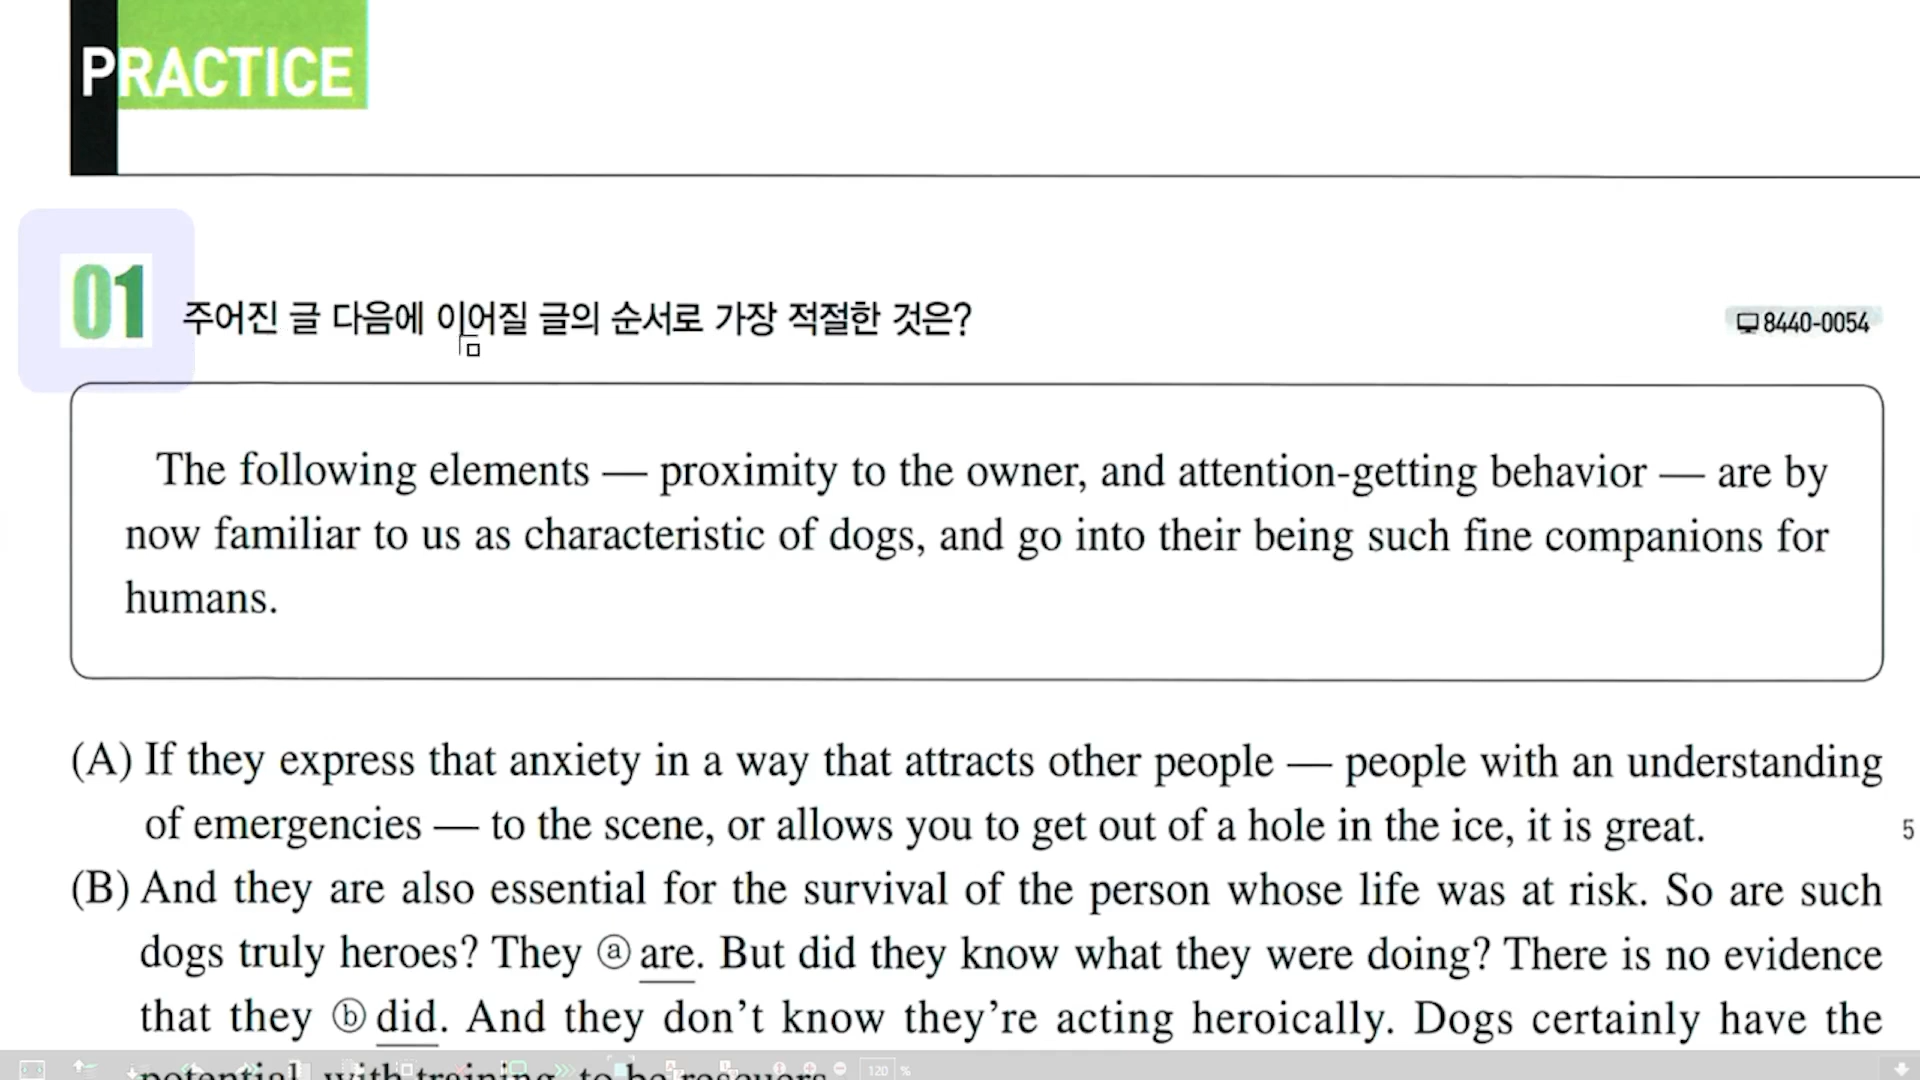 PRACTICE
01 주어진 글 다음에 이어질 글의 순서로 가장 적절한 것은?
8440-0054
The following elements — proximity to the owner, and attention-getting behavior — are by
now familiar to us as characteristic of dogs, and go into their being such fine companions for
humans.
(A) If they express that anxiety in a way that attracts other people — people with an understanding
of emergencies — to the scene, or allows you to get out of a hole in the ice, it is great.
5
(B) And they are also essential for the survival of the person whose life was at risk. So are such
dogs truly heroes? They ⓐ are. But did they know what they were doing? There is no evidence
that they ⓑ did. And they don't know they're acting heroically. Dogs certainly have the
potential, with training, to be rescuers.
120 %